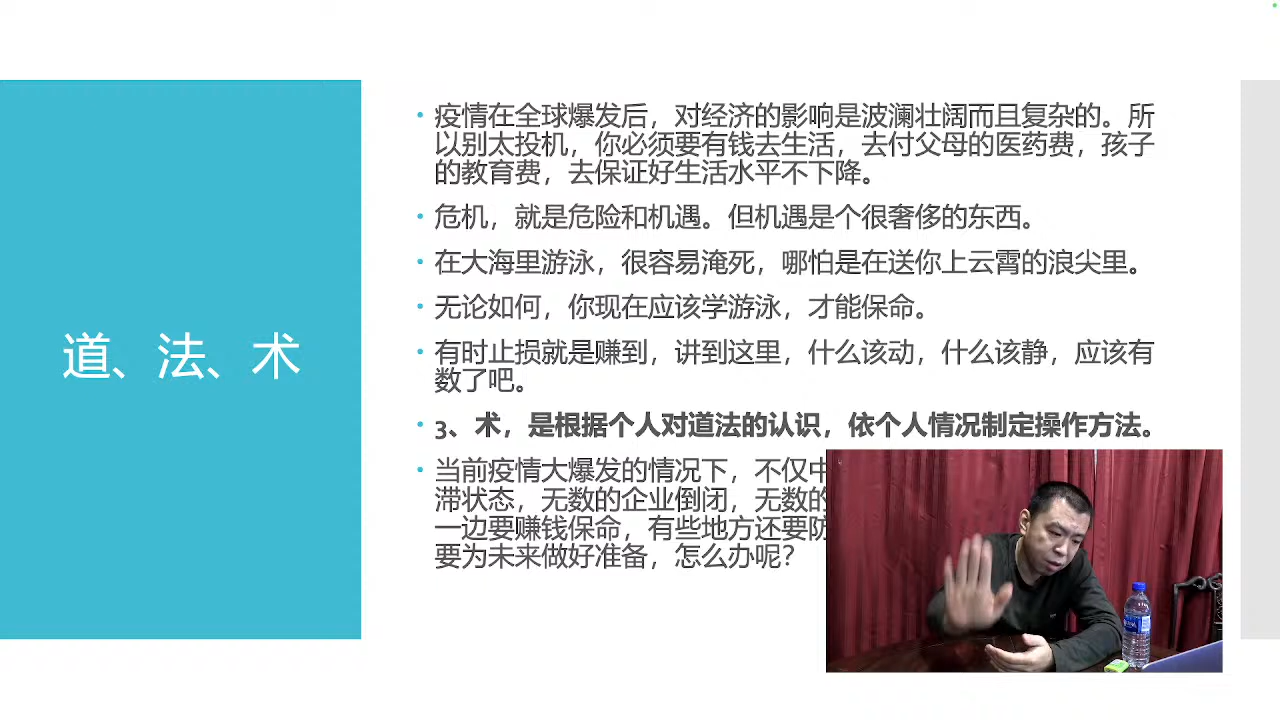 道、法、术
• 疫情在全球爆发后，对经济的影响是波澜壮阔而且复杂的。所
以别太投机，你必须要有钱去生活，去付父母的医药费，孩子
的教育费，去保证好生活水平不下降。
• 危机，就是危险和机遇。但机遇是个很奢侈的东西。
• 在大海里游泳，很容易淹死，哪怕是在送你上云霄的浪尖里。
• 无论如何，你现在应该学游泳，才能保命。
• 有时止损就是赚到，讲到这里，什么该动，什么该静，应该有
数了吧。
• 3、术，是根据个人对道法的认识，依个人情况制定操作方法。
• 当前疫情大爆发的情况下，不仅中
滞状态，无数的企业倒闭，无数的
一边要赚钱保命，有些地方还要防
要为未来做好准备，怎么办呢？